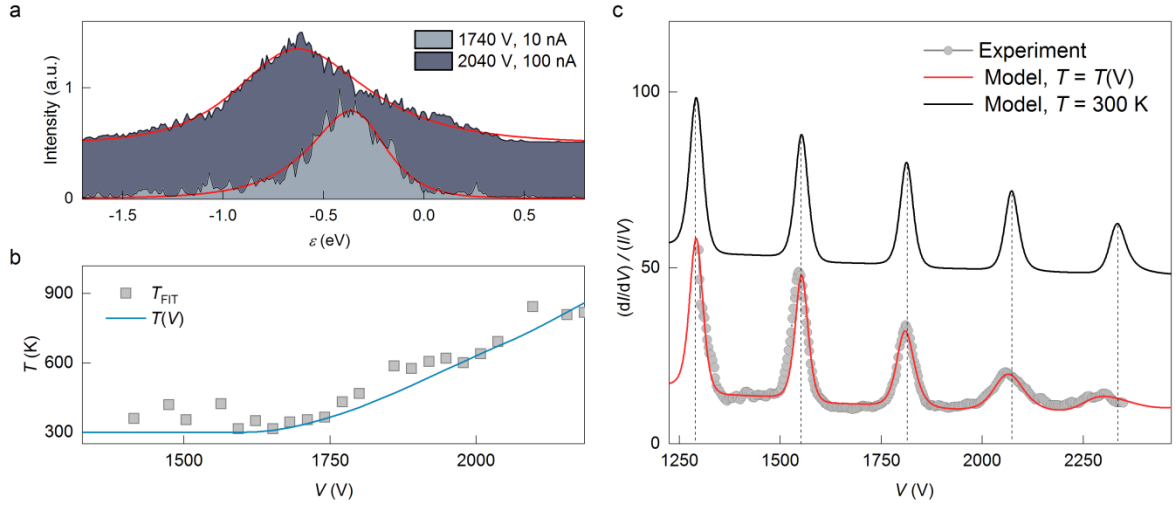 a
1740 V, 10 nA
2040 V, 100 nA
Intensity (a.u.)
1
0
-1.5 -1.0 -0.5 0.0 0.5
ε (eV)
b
T_FIT
T(V)
T (K)
900
600
300
1500 1750 2000
V (V)
c
Experiment
Model, T = T(V)
Model, T = 300 K
(dI/dV) / (I/V)
100
50
0
1250 1500 1750 2000 2250
V (V)